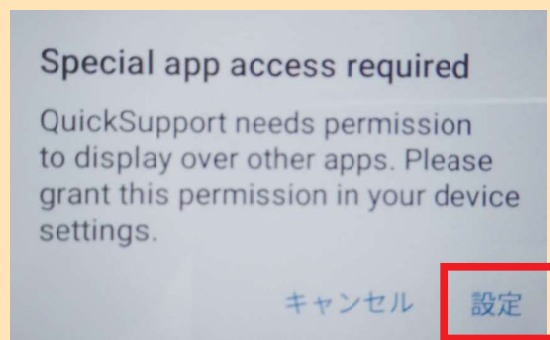 Special app access required
QuickSupport needs permission
to display over other apps. Please
grant this permission in your device
settings.
キャンセル 設定